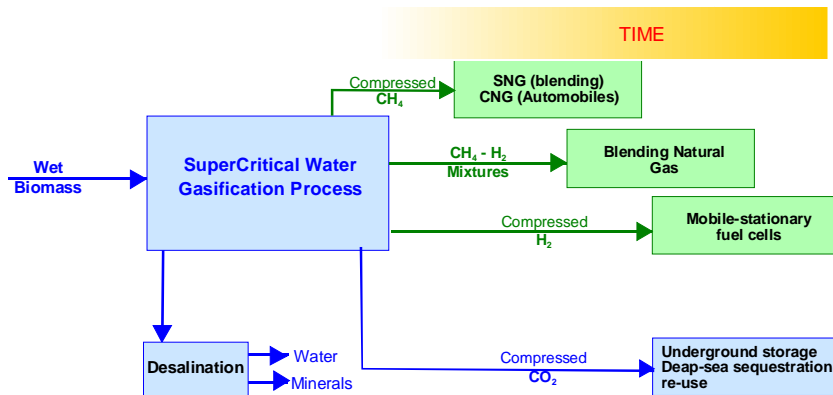 TIME
Compressed
CH₄
SNG (blending)
CNG (Automobiles)
Wet
Biomass
SuperCritical Water
Gasification Process
CH₄ - H₂
Mixtures
Blending Natural
Gas
Compressed
H₂
Mobile-stationary
fuel cells
Desalination
Water
Minerals
Compressed
CO₂
Underground storage
Deap-sea sequestration
re-use